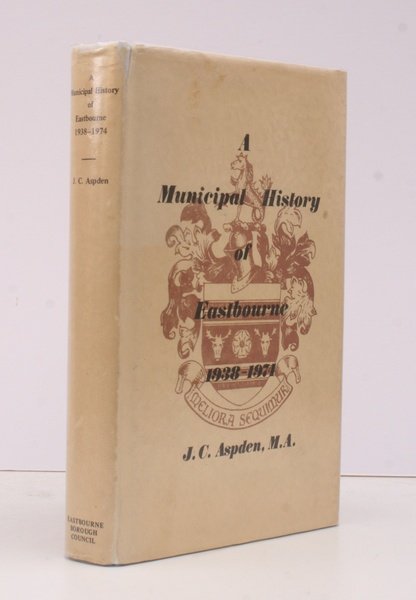 A
Municipal History
of
Eastbourne
1938-1974
J. C. Aspden
EASTBOURNE
BOROUGH
COUNCIL
A
Municipal History
of
Eastbourne
1938-1974
MELIORA SEQUIMUR
J. C. Aspden, M.A.